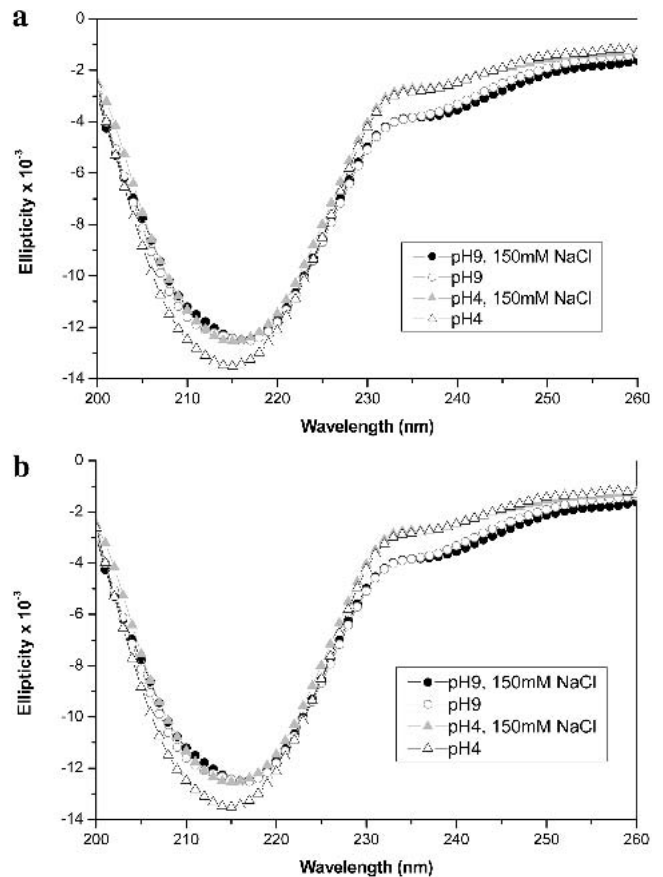 a
0
-2
-4
-6
-8
-10
-12
-14
Ellipticity x 10-3
pH9, 150mM NaCl
pH9
pH4, 150mM NaCl
pH4
200 210 220 230 240 250 260
Wavelength (nm)
b
0
-2
-4
-6
-8
-10
-12
-14
Ellipticity x 10-3
pH9, 150mM NaCl
pH9
pH4, 150mM NaCl
pH4
200 210 220 230 240 250 260
Wavelength (nm)